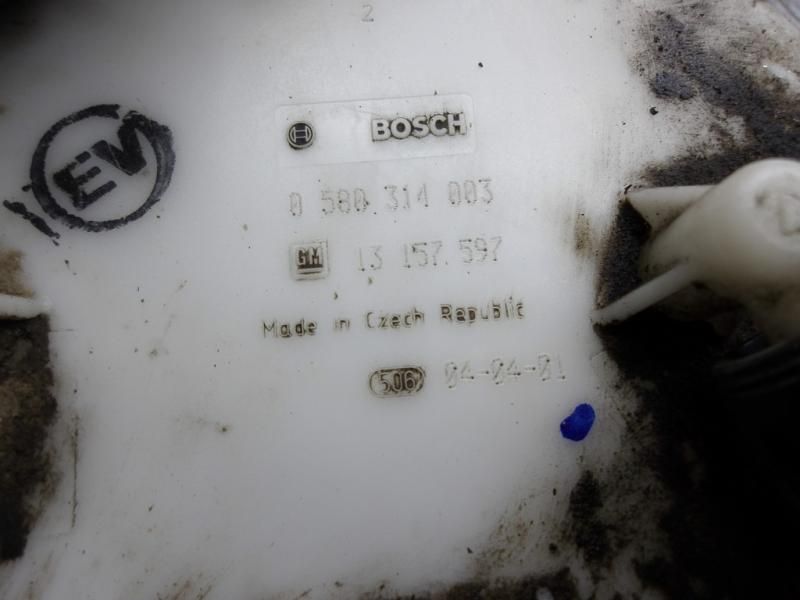 2
BOSCH
EV
0 580 314 003
GM 13 157 597
Made in Czech Republic
506 04-04-01